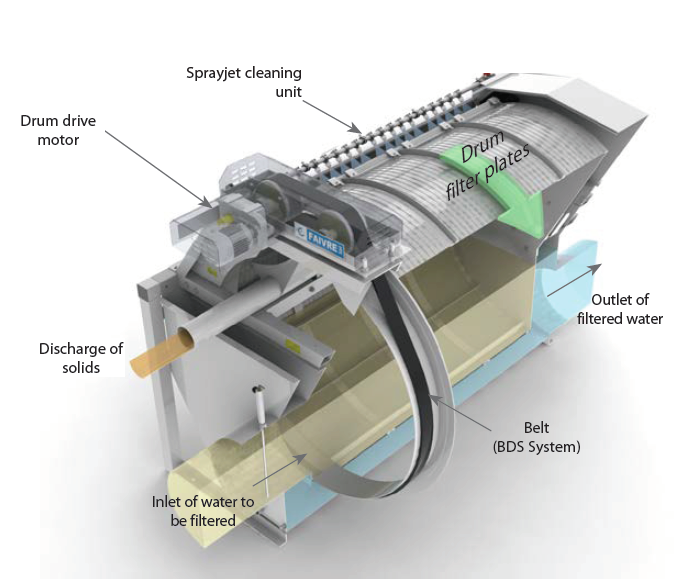 Sprayjet cleaning
unit
Drum drive
motor
Drum
filter plates
FAIVRE
Outlet of
filtered water
Discharge of
solids
Belt
(BDS System)
Inlet of water to
be filtered